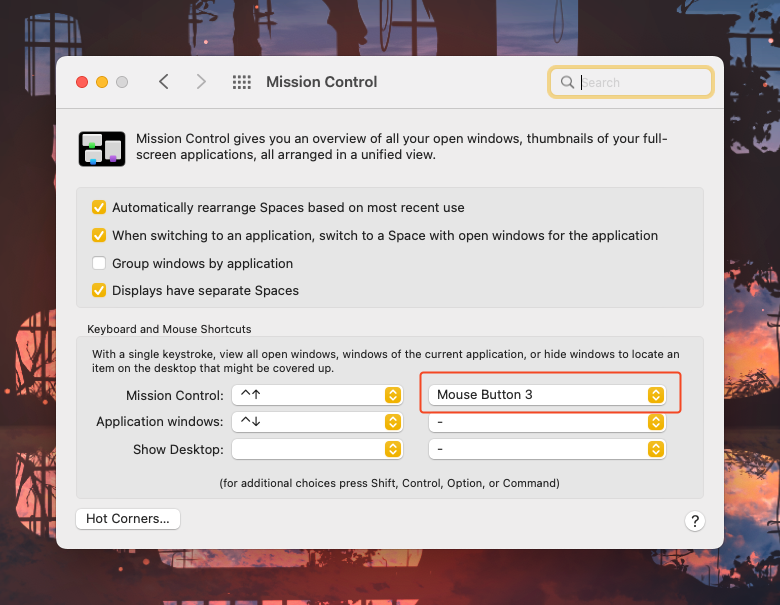 Mission Control
Search
Mission Control gives you an overview of all your open windows, thumbnails of your full-
screen applications, all arranged in a unified view.
Automatically rearrange Spaces based on most recent use
When switching to an application, switch to a Space with open windows for the application
Group windows by application
Displays have separate Spaces
Keyboard and Mouse Shortcuts
With a single keystroke, view all open windows, windows of the current application, or hide windows to locate an
item on the desktop that might be covered up.
Mission Control: ^↑ Mouse Button 3
Application windows: ^↓ -
Show Desktop: -
(for additional choices press Shift, Control, Option, or Command)
Hot Corners... ?